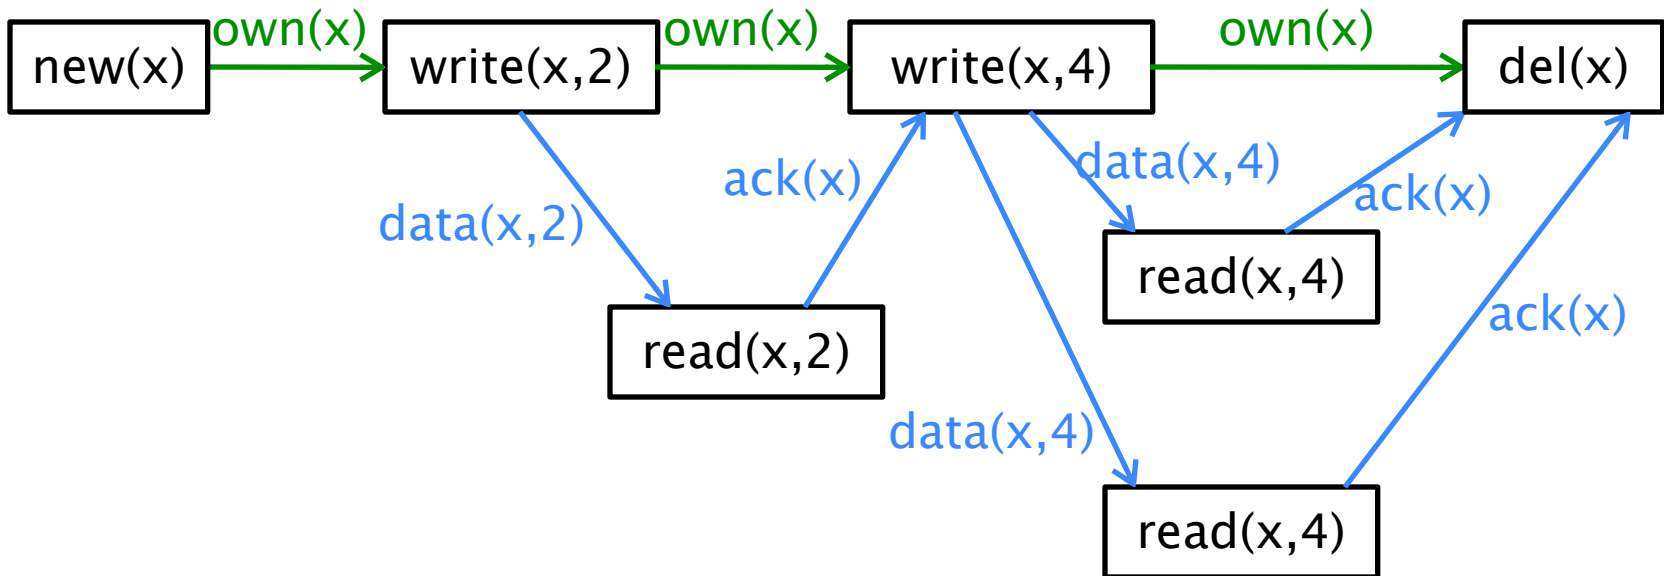 own(x)
own(x)
own(x)
new(x)
write(x,2)
write(x,4)
del(x)
data(x,4)
ack(x)
ack(x)
data(x,2)
read(x,4)
ack(x)
read(x,2)
data(x,4)
read(x,4)